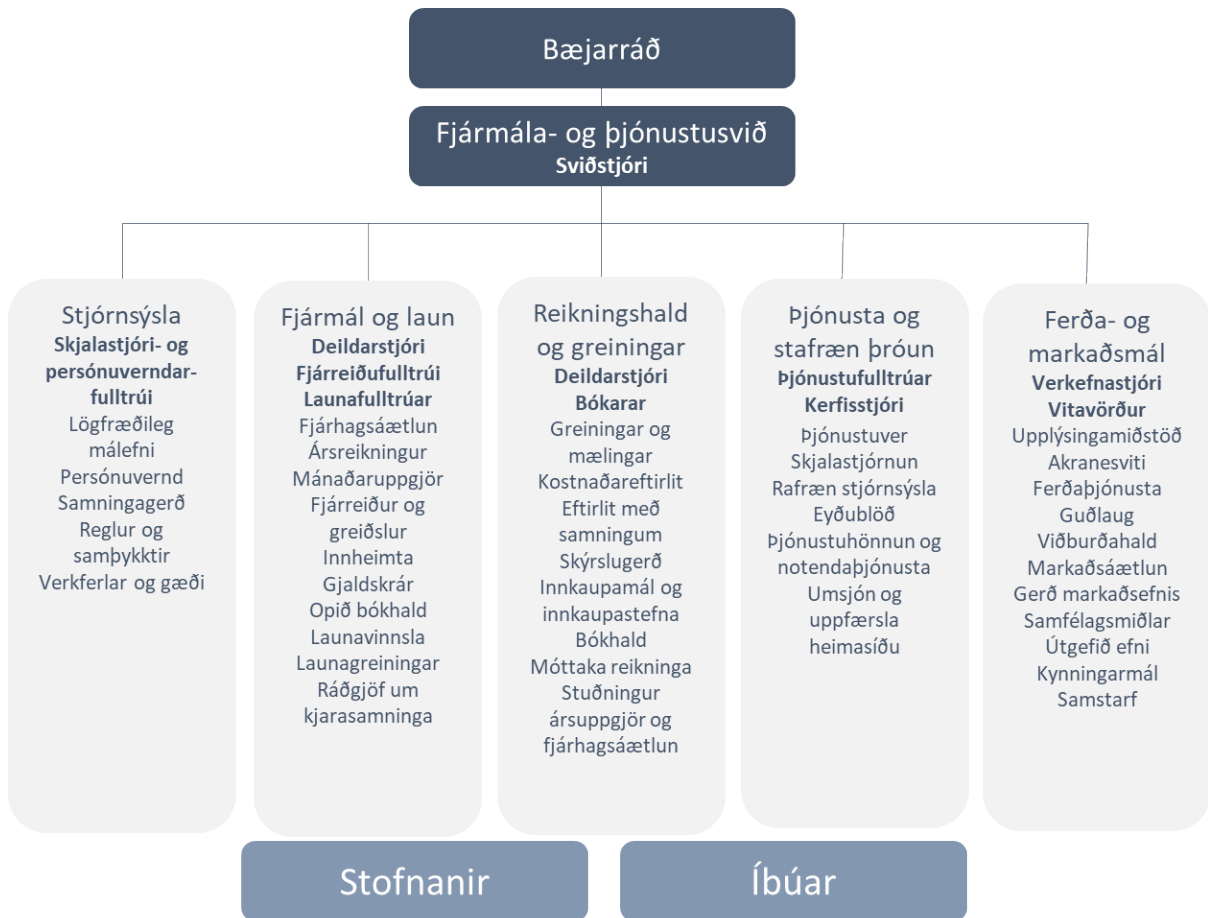 Bæjarráð
Fjármála- og þjónustusvið
Sviðstjóri
Stjórnsýsla
Skjalastjóri- og
persónuverndar-
fulltrúi
Lögfræðileg
málefni
Persónuvernd
Samningagerð
Reglur og
samþykktir
Verkferlar og gæði
Fjármál og laun
Deildarstjóri
Fjárreiðufulltrúi
Launafulltrúar
Fjárhagsáætlun
Ársreikningur
Mánaðaruppgjör
Fjárreiður og
greiðslur
Innheimta
Gjaldskrár
Opið bókhald
Launavinnsla
Launagreiningar
Ráðgjöf um
kjarasamninga
Reikningshald
og greiningar
Deildarstjóri
Bókarar
Greiningar og
mælingar
Kostnaðareftirlit
Eftirlit með
samningum
Skýrslugerð
Innkaupamál og
innkaupastefna
Bókhald
Móttaka reikninga
Stuðningur
ársuppgjör og
fjárhagsáætlun
Þjónusta og
stafræn þróun
Þjónustufulltrúar
Kerfisstjóri
Þjónustuver
Skjalastjórnun
Rafræn stjórnsýsla
Eyðublöð
Þjónustuhönnun og
notendaþjónusta
Umsjón og
uppfærsla
heimasíðu
Ferða- og
markaðsmál
Verkefnastjóri
Vitavörður
Upplýsingamiðstöð
Akranesviti
Ferðaþjónusta
Guðlaug
Viðburðahald
Markaðsáætlun
Gerð markaðsefnis
Samfélagsmiðlar
Útgefið efni
Kynningarmál
Samstarf
Stofnanir
Íbúar